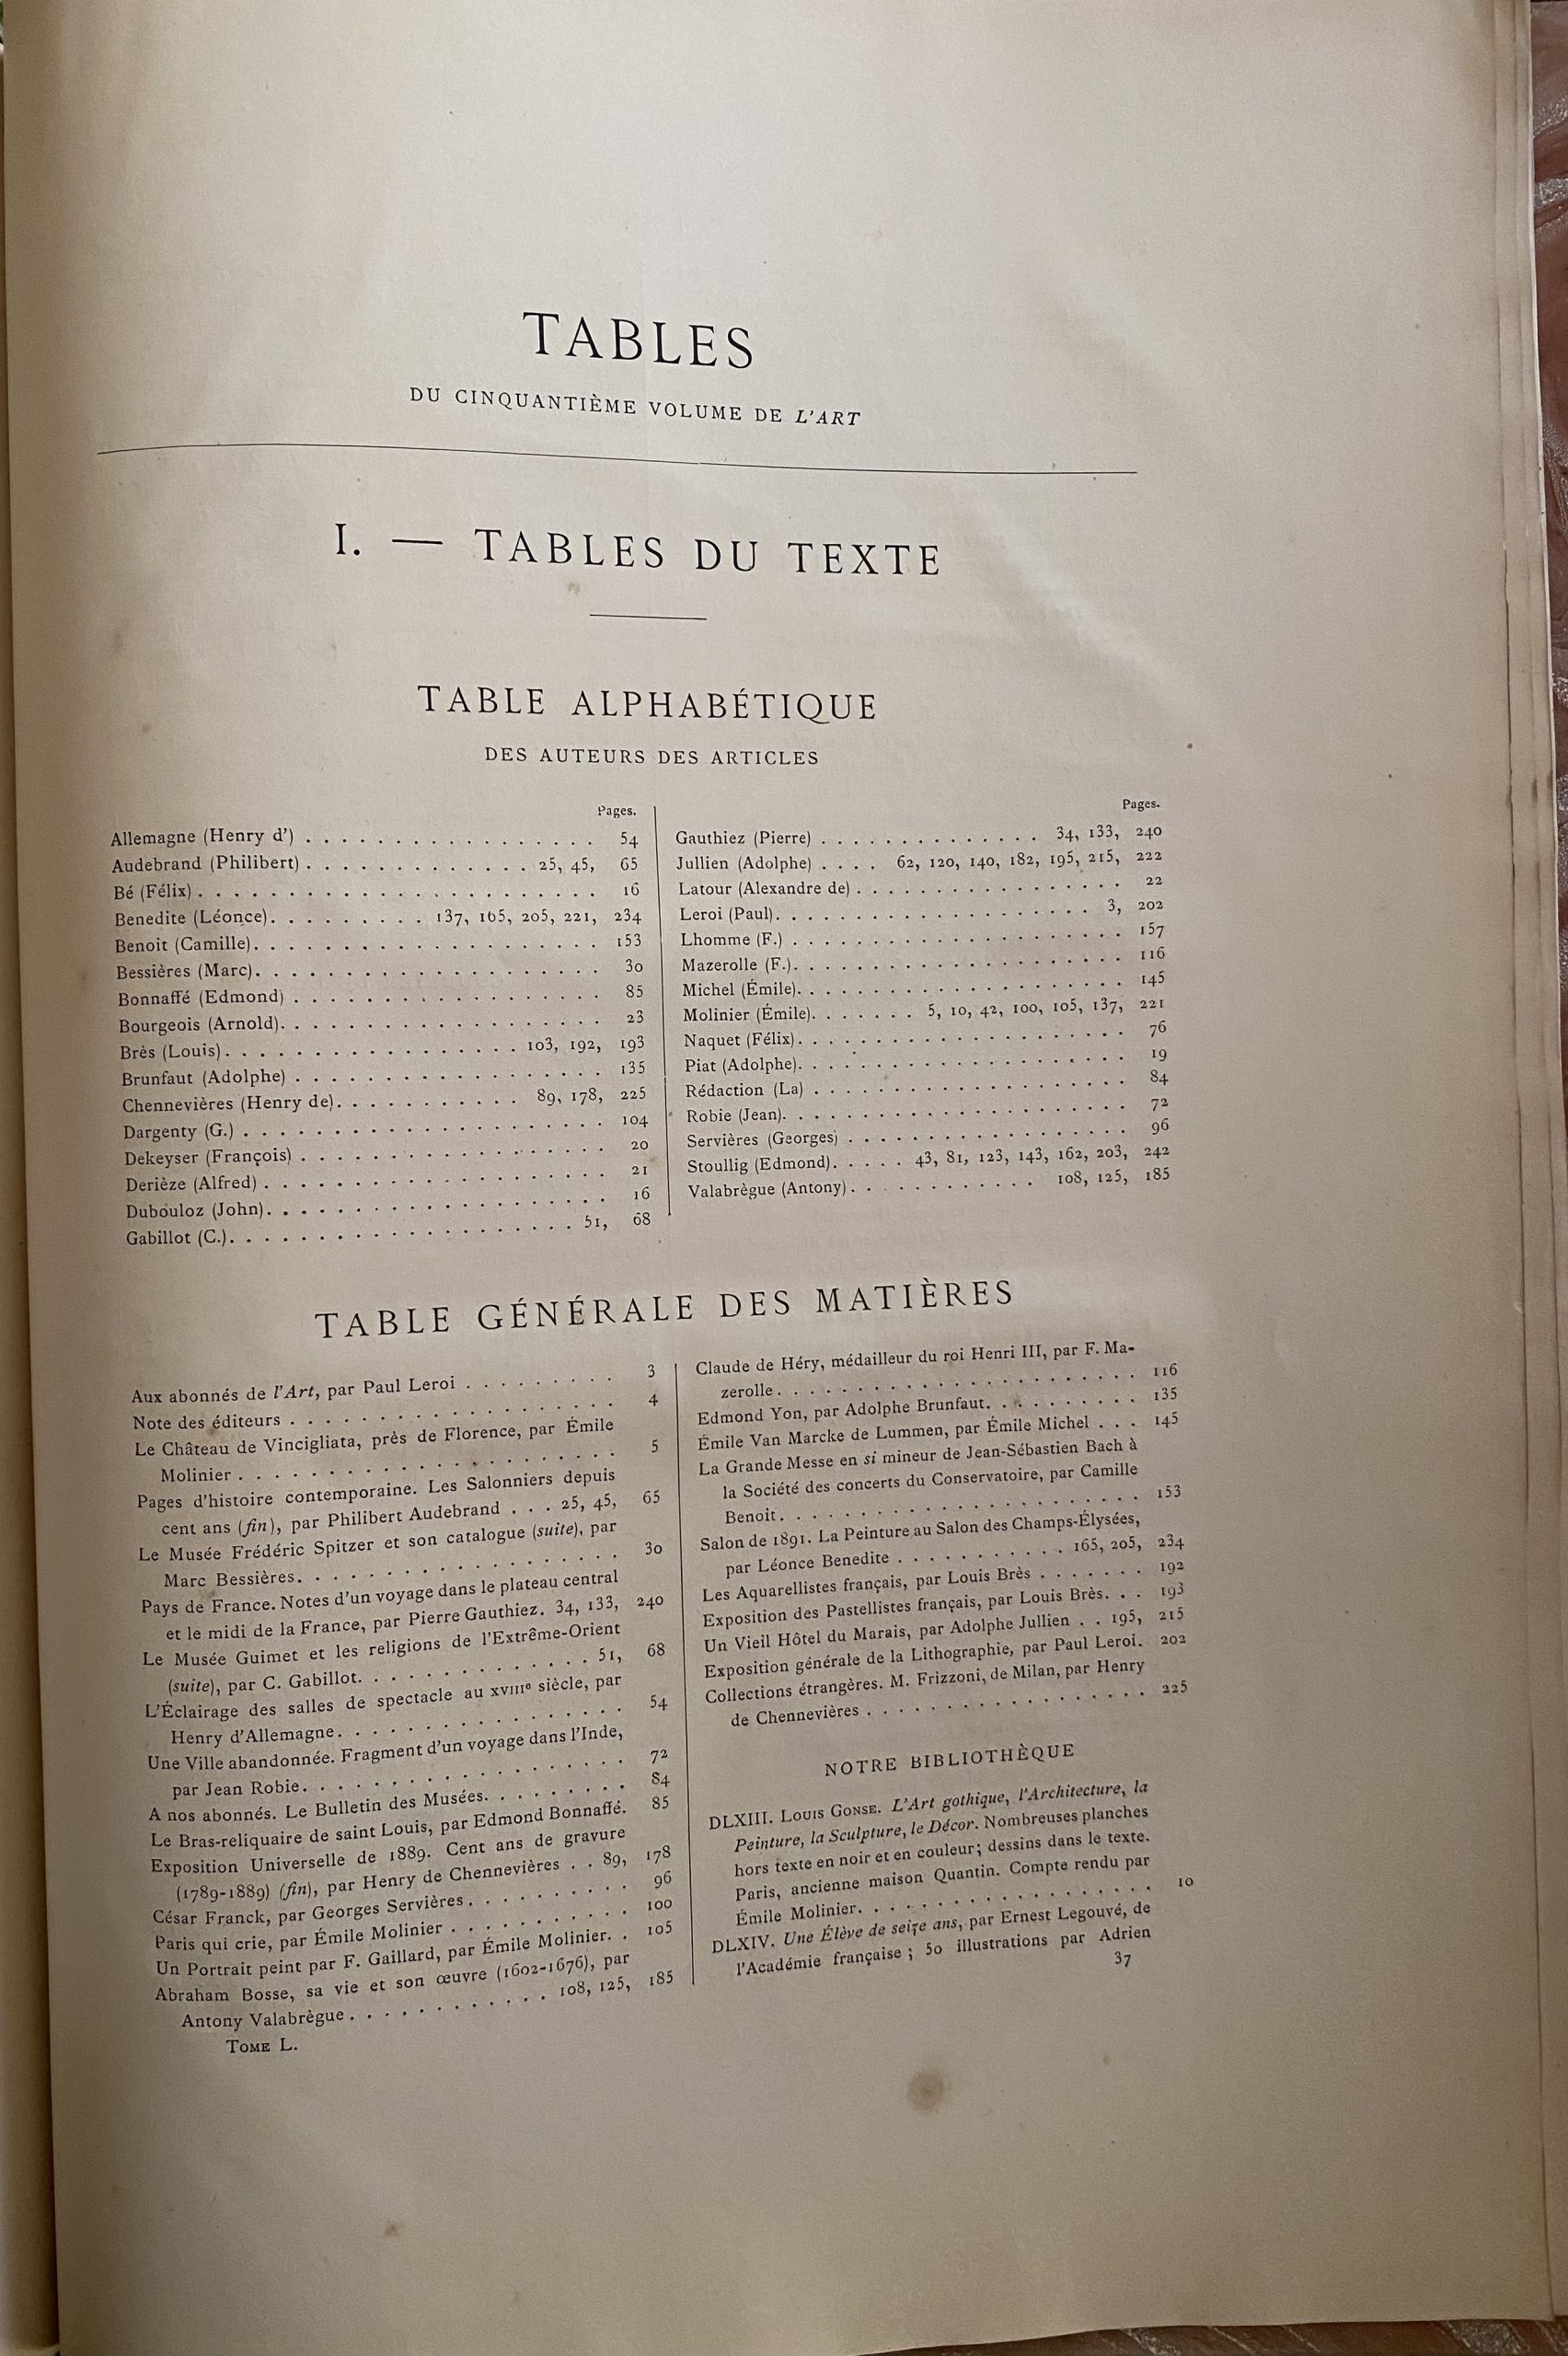 TABLES
DU CINQUANTIÈME VOLUME DE L'ART
I. — TABLES DU TEXTE
TABLE ALPHABÉTIQUE
DES AUTEURS DES ARTICLES
Pages.
Allemagne (Henry d') . . . . . . . . . . . . . . . . . 54
Audebrand (Philibert) . . . . . . . . . . . . . 25, 45, 65
Bé (Félix) . . . . . . . . . . . . . . . . . . . . . . 16
Benedite (Léonce) . . . . . . . . . 137, 165, 205, 221, 234
Benoit (Camille) . . . . . . . . . . . . . . . . . . . 153
Bessières (Marc) . . . . . . . . . . . . . . . . . . . 30
Bonnaffé (Edmond) . . . . . . . . . . . . . . . . . 85
Bourgeois (Arnold) . . . . . . . . . . . . . . . . . . 23
Brès (Louis) . . . . . . . . . . . . . . . . . 103, 192, 193
Brunfaut (Adolphe) . . . . . . . . . . . . . . . . . 135
Chennevières (Henry de) . . . . . . . . . . . 89, 178, 225
Dargenty (G.) . . . . . . . . . . . . . . . . . . . . 104
Dekeyser (François) . . . . . . . . . . . . . . . . . 20
Derièze (Alfred) . . . . . . . . . . . . . . . . . . . 21
Dubouloz (John) . . . . . . . . . . . . . . . . . . . 16
Gabillot (C.) . . . . . . . . . . . . . . . . . . . . 51, 68
Pages.
Gauthiez (Pierre) . . . . . . . . . . . . . . 34, 133, 240
Jullien (Adolphe) . . . . 62, 120, 140, 182, 195, 215, 222
Latour (Alexandre de) . . . . . . . . . . . . . . . . 22
Leroi (Paul) . . . . . . . . . . . . . . . . . . . 3, 202
Lhomme (F.) . . . . . . . . . . . . . . . . . . . . 157
Mazerolle (F.) . . . . . . . . . . . . . . . . . . . . 116
Michel (Émile) . . . . . . . . . . . . . . . . . . . . 145
Molinier (Émile) . . . . . . . 5, 10, 42, 100, 105, 137, 221
Naquet (Félix) . . . . . . . . . . . . . . . . . . . . 76
Piat (Adolphe) . . . . . . . . . . . . . . . . . . . . 19
Rédaction (La) . . . . . . . . . . . . . . . . . . . . 84
Robie (Jean) . . . . . . . . . . . . . . . . . . . . . 72
Servières (Georges) . . . . . . . . . . . . . . . . . . 96
Stoullig (Edmond) . . . . . 43, 81, 123, 143, 162, 203, 242
Valabrègue (Antony) . . . . . . . . . . . . 108, 125, 185
TABLE GÉNÉRALE DES MATIÈRES
Aux abonnés de l'Art, par Paul Leroi . . . . . . . . . 3
Note des éditeurs . . . . . . . . . . . . . . . . . . . 4
Le Château de Vincigliata, près de Florence, par Émile
Molinier . . . . . . . . . . . . . . . . . . . . . . 5
Pages d'histoire contemporaine. Les Salonniers depuis
cent ans (fin), par Philibert Audebrand . . . 25, 45, 65
Le Musée Frédéric Spitzer et son catalogue (suite), par
Marc Bessières . . . . . . . . . . . . . . . . . . . 30
Pays de France. Notes d'un voyage dans le plateau central
et le midi de la France, par Pierre Gauthiez. 34, 133, 240
Le Musée Guimet et les religions de l'Extrême-Orient
(suite), par C. Gabillot . . . . . . . . . . . . . . 51, 68
L'Éclairage des salles de spectacle au XVIIIe siècle, par
Henry d'Allemagne . . . . . . . . . . . . . . . . . 54
Une Ville abandonnée. Fragment d'un voyage dans l'Inde,
par Jean Robie . . . . . . . . . . . . . . . . . . . 72
A nos abonnés. Le Bulletin des Musées . . . . . . . . . 84
Le Bras-reliquaire de saint Louis, par Edmond Bonnaffé. 85
Exposition Universelle de 1889. Cent ans de gravure
(1789-1889) (fin), par Henry de Chennevières . . 89, 178
César Franck, par Georges Servières . . . . . . . . . . 96
Paris qui crie, par Émile Molinier . . . . . . . . . . . 100
Un Portrait peint par F. Gaillard, par Émile Molinier. . 105
Abraham Bosse, sa vie et son œuvre (1602-1676), par
Antony Valabrègue . . . . . . . . . . . . 108, 125, 185
TOME L.
Claude de Héry, médailleur du roi Henri III, par F. Ma-
zerolle . . . . . . . . . . . . . . . . . . . . . . 116
Edmond Yon, par Adolphe Brunfaut . . . . . . . . . . 135
Émile Van Marcke de Lummen, par Émile Michel . . . 145
La Grande Messe en si mineur de Jean-Sébastien Bach à
la Société des concerts du Conservatoire, par Camille
Benoit . . . . . . . . . . . . . . . . . . . . . . 153
Salon de 1891. La Peinture au Salon des Champs-Élysées,
par Léonce Benedite . . . . . . . . . . . 165, 205, 234
Les Aquarellistes français, par Louis Brès . . . . . . . 192
Exposition des Pastellistes français, par Louis Brès. . . 193
Un Vieil Hôtel du Marais, par Adolphe Jullien . . 195, 215
Exposition générale de la Lithographie, par Paul Leroi. 202
Collections étrangères. M. Frizzoni, de Milan, par Henry
de Chennevières . . . . . . . . . . . . . . . . . . 225
NOTRE BIBLIOTHÈQUE
DLXIII. LOUIS GONSE. L'Art gothique, l'Architecture, la
Peinture, la Sculpture, le Décor. Nombreuses planches
hors texte en noir et en couleur; dessins dans le texte.
Paris, ancienne maison Quantin. Compte rendu par
Émile Molinier . . . . . . . . . . . . . . . . . . 10
DLXIV. Une Élève de seize ans, par Ernest Legouvé, de
l'Académie française; 50 illustrations par Adrien
37